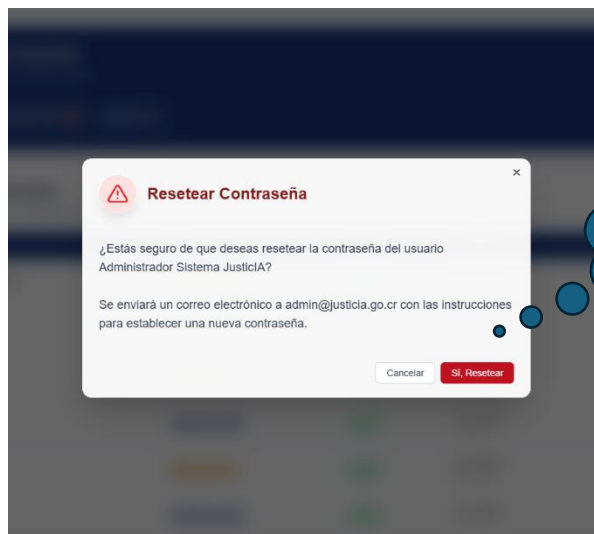 Resetear Contraseña
¿Estás seguro de que deseas resetear la contraseña del usuario
Administrador Sistema JusticIA?
Se enviará un correo electrónico a admin@justicia.go.cr con las instrucciones
para establecer una nueva contraseña.
Cancelar
Sí, Resetear